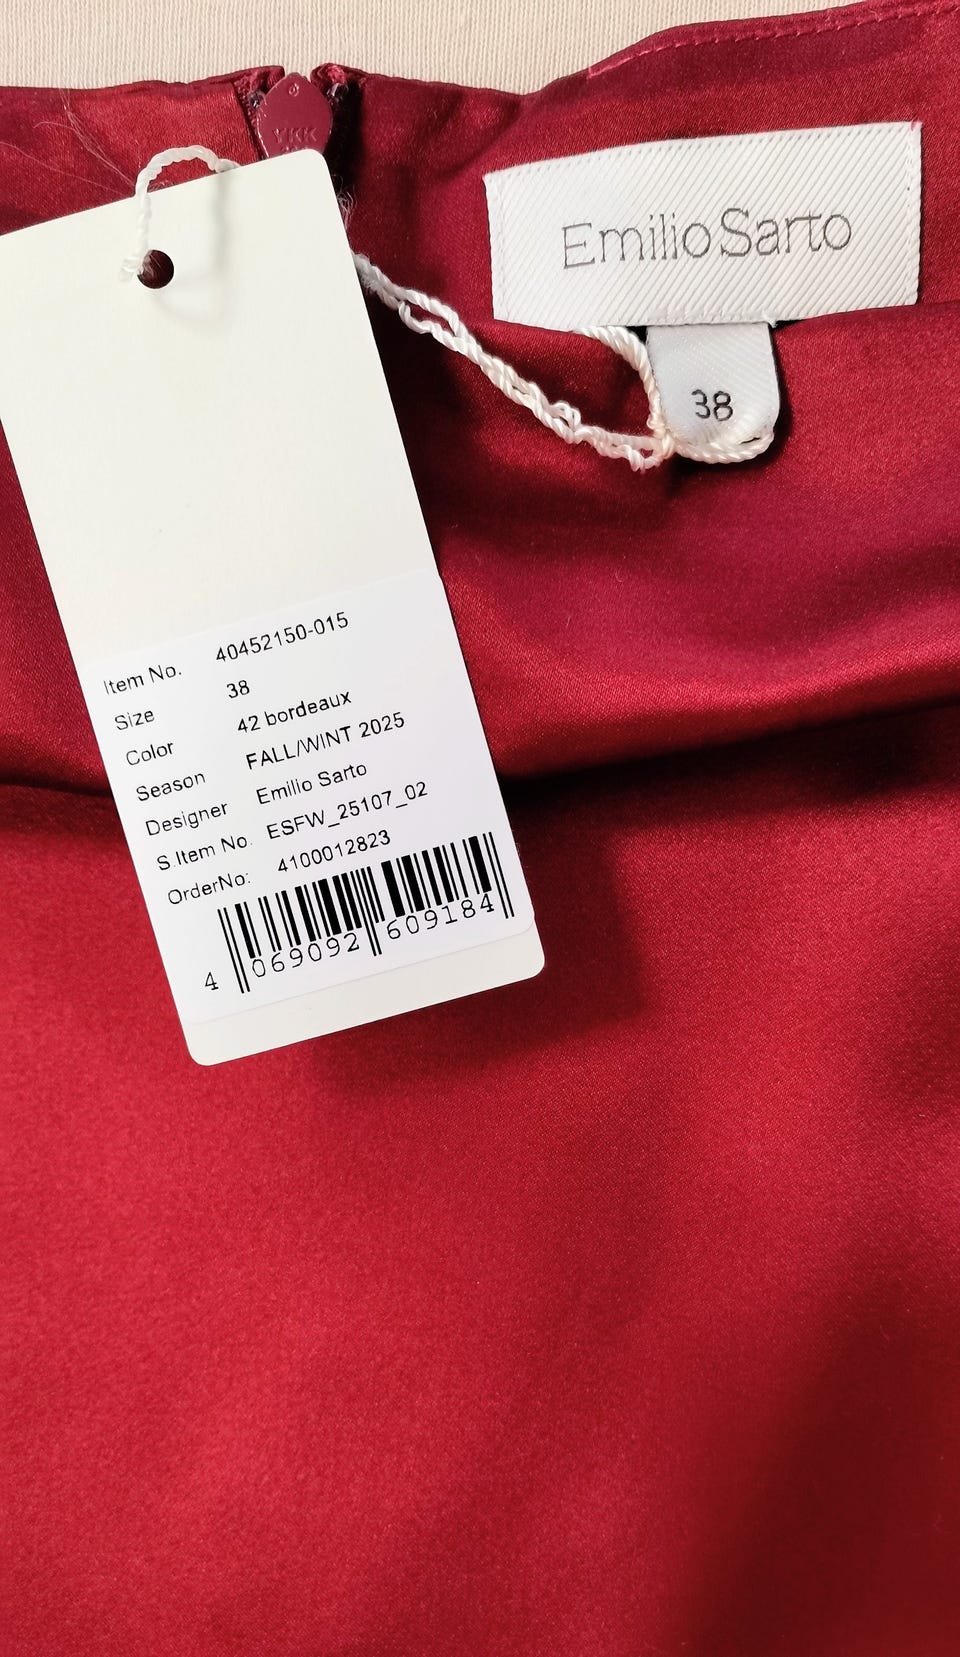 YKK
Emilio Sarto
38
Item No. 40452150-015
Size 38
Color 42 bordeaux
Season FALL/WINT 2025
Designer Emilio Sarto
S.Item No. ESFW_25107_02
OrderNo: 4100012823
4 069092 609184